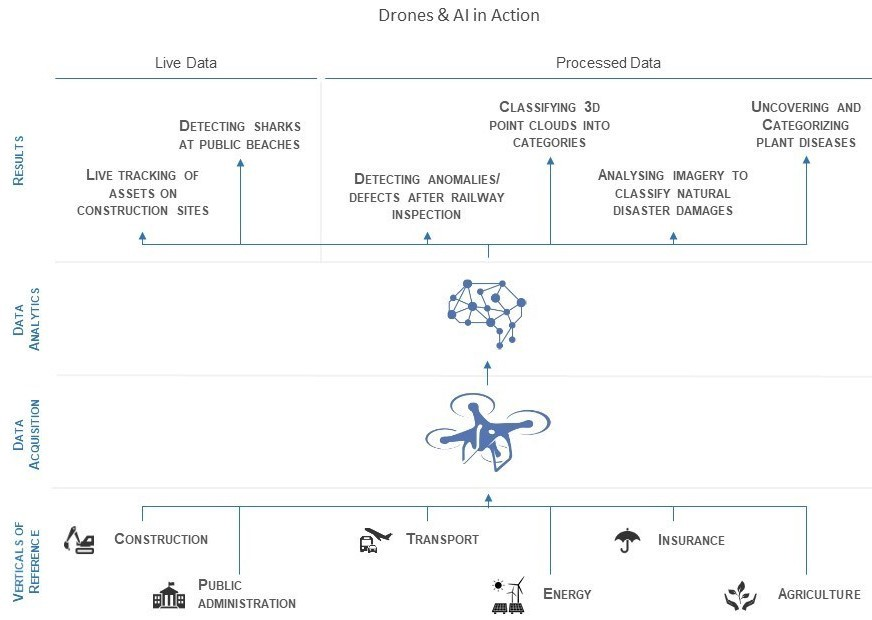 Drones & AI in Action
Live Data
Processed Data
RESULTS
DETECTING SHARKS
AT PUBLIC BEACHES
LIVE TRACKING OF
ASSETS ON
CONSTRUCTION SITES
CLASSIFYING 3D
POINT CLOUDS INTO
CATEGORIES
DETECTING ANOMALIES/
DEFECTS AFTER RAILWAY
INSPECTION
UNCOVERING AND
CATEGORIZING
PLANT DISEASES
ANALYSING IMAGERY TO
CLASSIFY NATURAL
DISASTER DAMAGES
DATA
ANALYTICS
DATA
ACQUISITION
VERTICALS OF
REFERENCE
CONSTRUCTION
TRANSPORT
INSURANCE
PUBLIC
ADMINISTRATION
ENERGY
AGRICULTURE